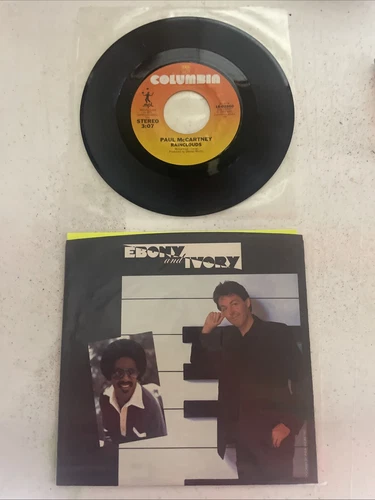 COLUMBIA
STEREO
3:07
PAUL McCARTNEY
RAINCLOUDS
EBONY
and IVORY